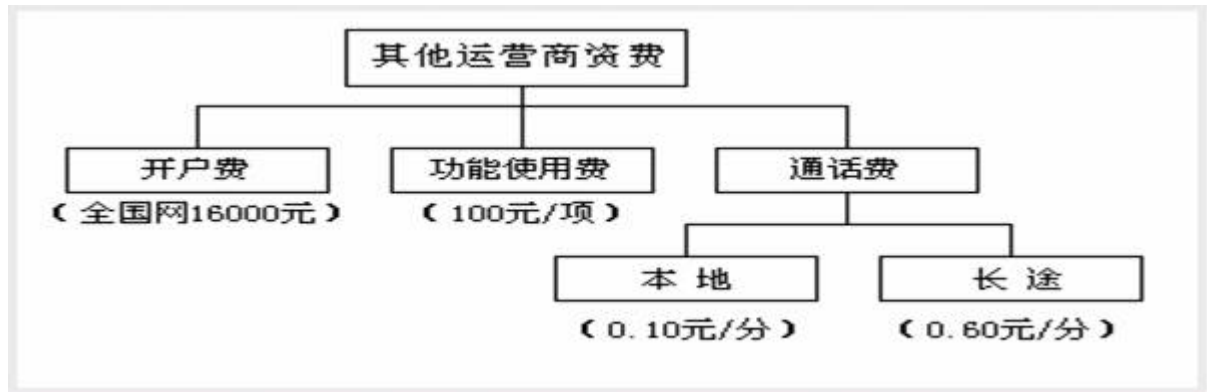 其他运营商资费
开户费 功能使用费 通话费
(全国网16000元) (100元/项)
本地 长途
(0.10元/分) (0.60元/分)